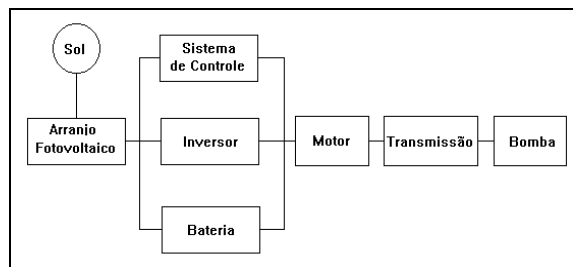 Sol
Sistema
de Controle
Arranjo
Fotovoltaico
Inversor
Motor
Transmissão
Bomba
Bateria